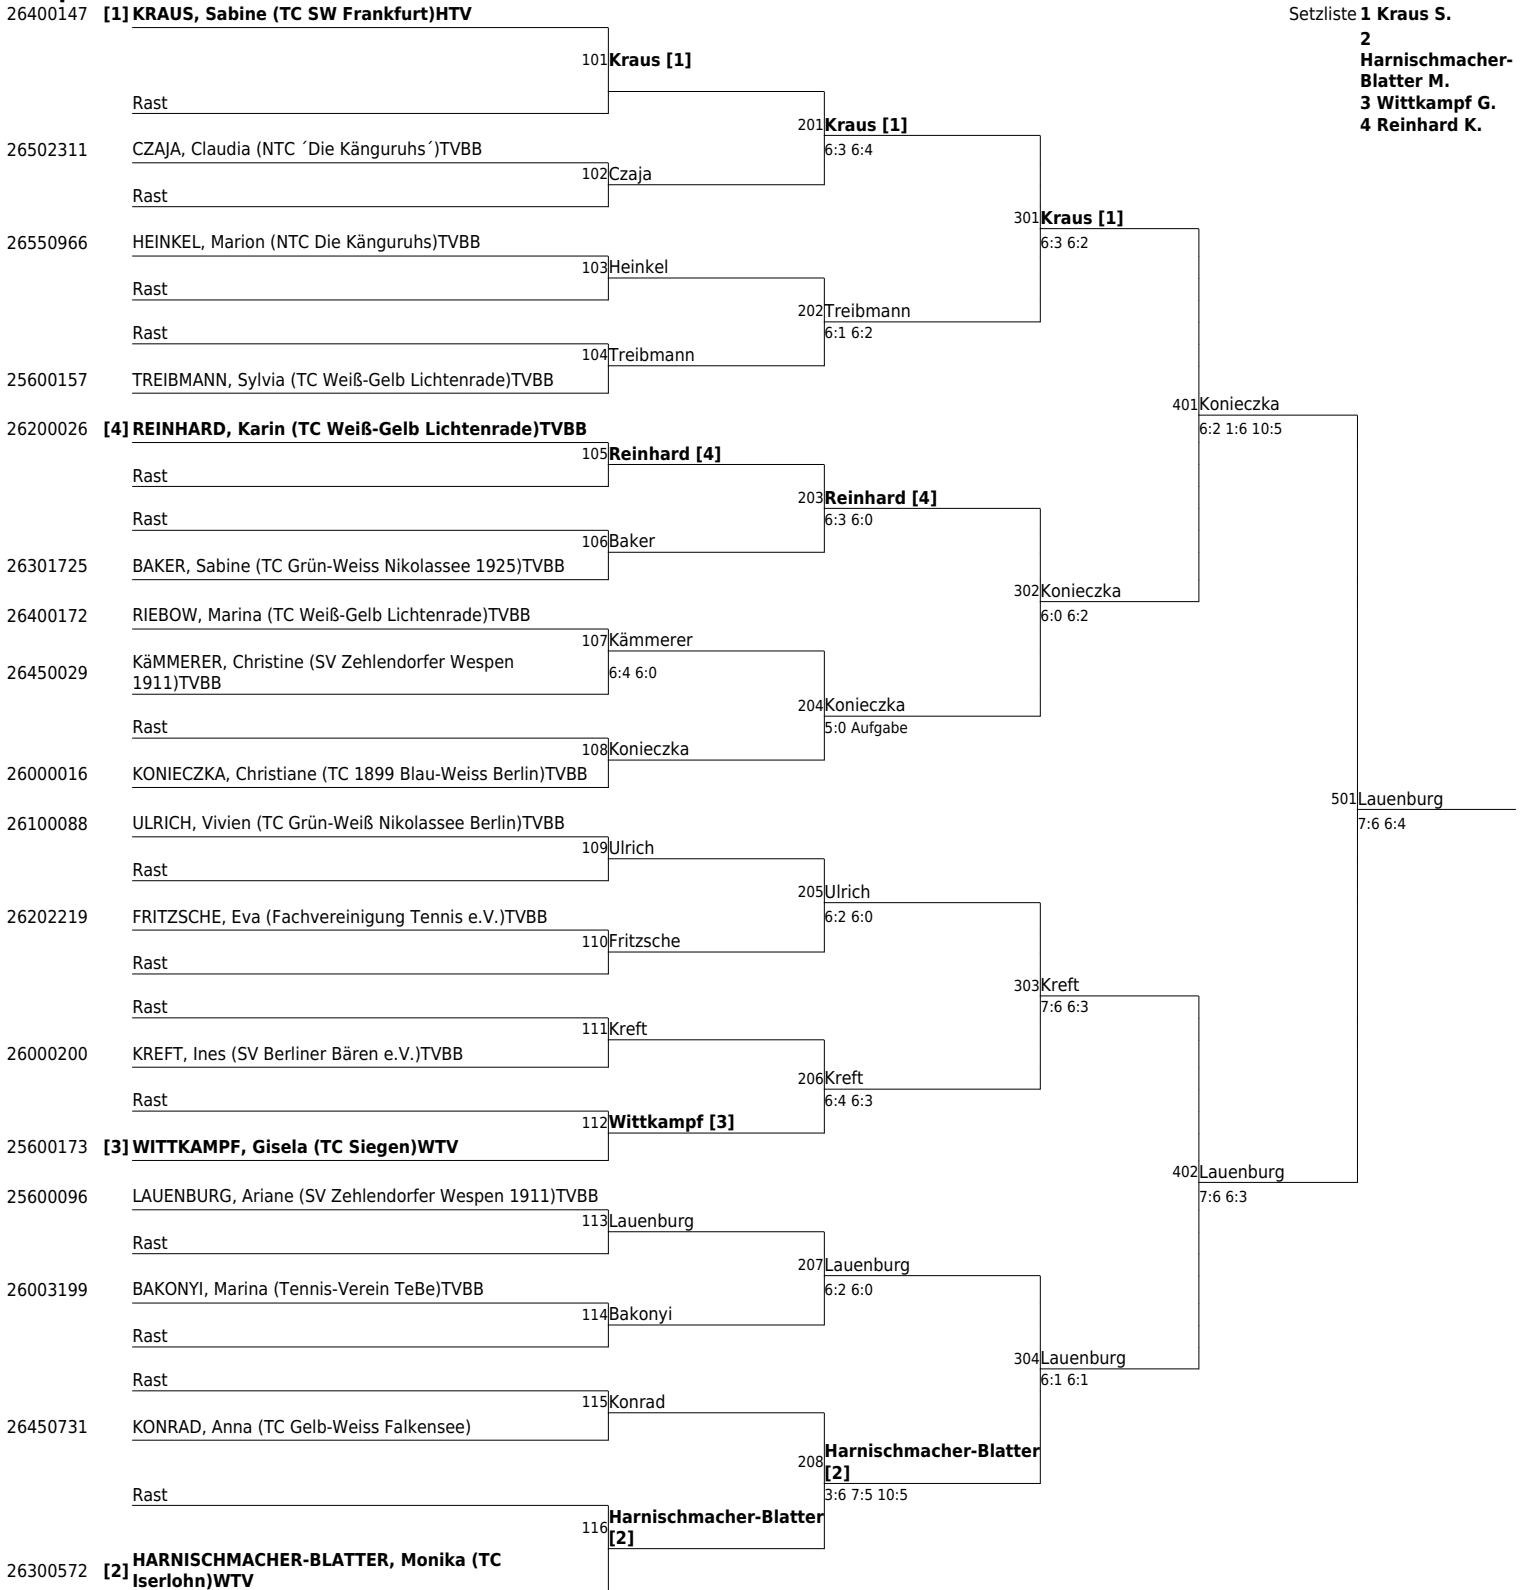 26400147 [1] KRAUS, Sabine (TC SW Frankfurt)HTV
Setzliste 1 Kraus S.
2
Harnischmacher-
Blatter M.
3 Wittkampf G.
4 Reinhard K.
101 Kraus [1]
Rast
201 Kraus [1]
6:3 6:4
26502311 CZAJA, Claudia (NTC ´Die Känguruhs´)TVBB
102 Czaja
Rast
301 Kraus [1]
6:3 6:2
26550966 HEINKEL, Marion (NTC Die Känguruhs)TVBB
103 Heinkel
Rast
202 Treibmann
6:1 6:2
Rast
104 Treibmann
25600157 TREIBMANN, Sylvia (TC Weiß-Gelb Lichtenrade)TVBB
401 Konieczka
6:2 1:6 10:5
26200026 [4] REINHARD, Karin (TC Weiß-Gelb Lichtenrade)TVBB
105 Reinhard [4]
Rast
203 Reinhard [4]
6:3 6:0
Rast
106 Baker
26301725 BAKER, Sabine (TC Grün-Weiss Nikolassee 1925)TVBB
302 Konieczka
6:0 6:2
26400172 RIEBOW, Marina (TC Weiß-Gelb Lichtenrade)TVBB
107 Kämmerer
6:4 6:0
26450029 KäMMERER, Christine (SV Zehlendorfer Wespen
1911)TVBB
204 Konieczka
5:0 Aufgabe
Rast
108 Konieczka
26000016 KONIECZKA, Christiane (TC 1899 Blau-Weiss Berlin)TVBB
501 Lauenburg
7:6 6:4
26100088 ULRICH, Vivien (TC Grün-Weiß Nikolassee Berlin)TVBB
109 Ulrich
Rast
205 Ulrich
6:2 6:0
26202219 FRITZSCHE, Eva (Fachvereinigung Tennis e.V.)TVBB
110 Fritzsche
Rast
303 Kreft
7:6 6:3
Rast
111 Kreft
26000200 KREFT, Ines (SV Berliner Bären e.V.)TVBB
206 Kreft
6:4 6:3
Rast
112 Wittkampf [3]
25600173 [3] WITTKAMPF, Gisela (TC Siegen)WTV
402 Lauenburg
7:6 6:3
25600096 LAUENBURG, Ariane (SV Zehlendorfer Wespen 1911)TVBB
113 Lauenburg
Rast
207 Lauenburg
6:2 6:0
26003199 BAKONYI, Marina (Tennis-Verein TeBe)TVBB
114 Bakonyi
Rast
304 Lauenburg
6:1 6:1
Rast
115 Konrad
26450731 KONRAD, Anna (TC Gelb-Weiss Falkensee)
208 Harnischmacher-Blatter
[2]
3:6 7:5 10:5
Rast
116 Harnischmacher-Blatter
[2]
26300572 [2] HARNISCHMACHER-BLATTER, Monika (TC
Iserlohn)WTV